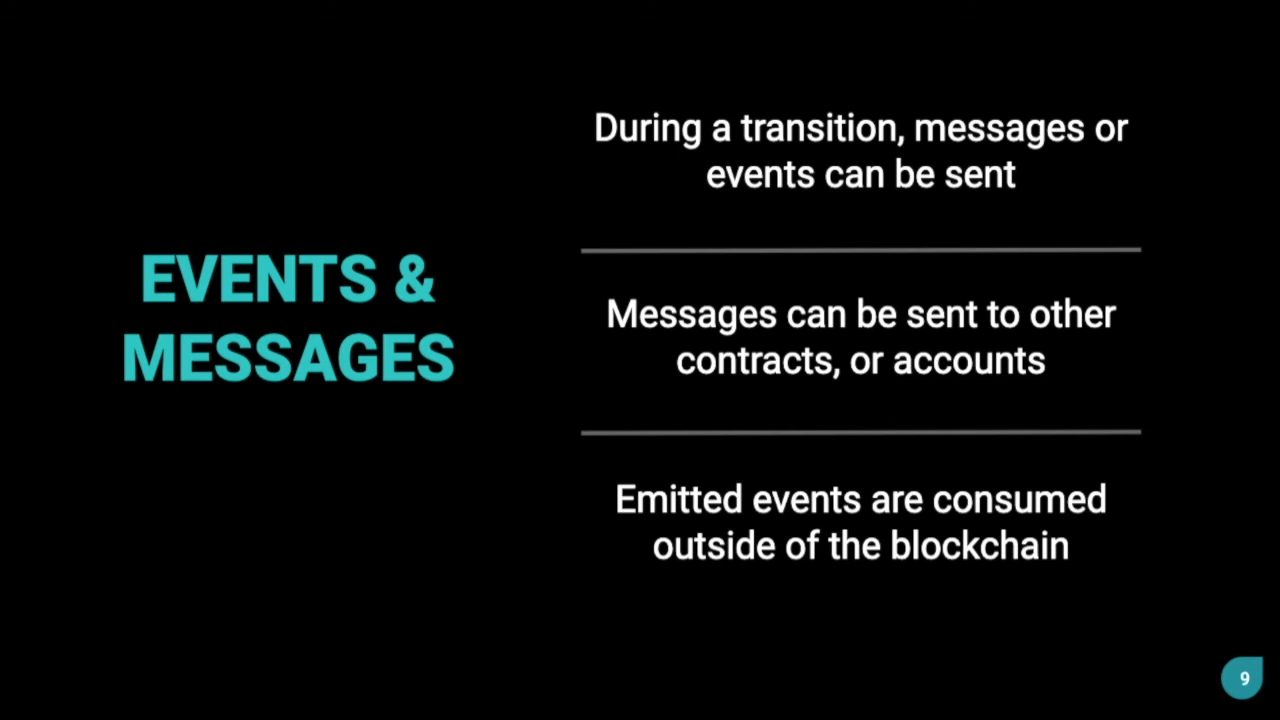 EVENTS &
MESSAGES
During a transition, messages or
events can be sent
Messages can be sent to other
contracts, or accounts
Emitted events are consumed
outside of the blockchain
9